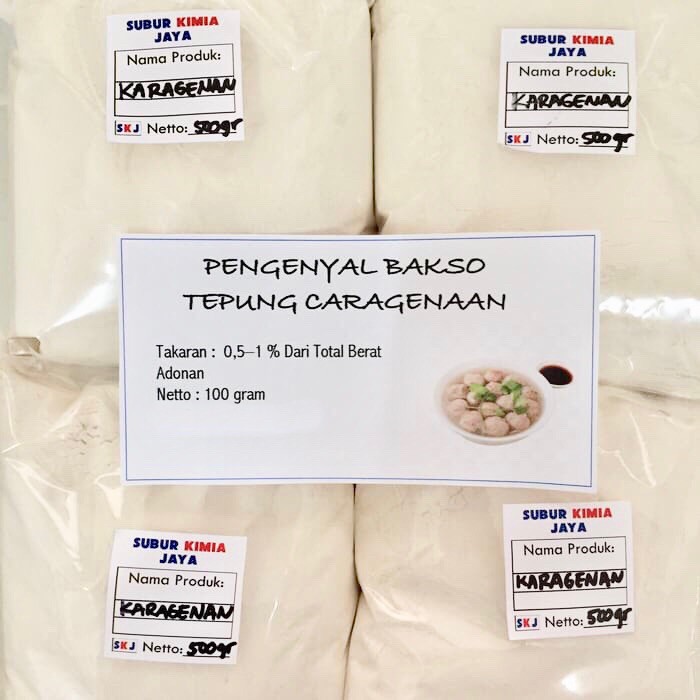 SUBUR KIMIA
JAYA
Nama Produk:
KARAGENAN
SKJ Netto: 500gr
SUBUR KIMIA
JAYA
Nama Produk:
KARAGENAN
SKJ Netto: 500gr
PENGENYAL BAKSO
TEPUNG CARAGENAAN
Takaran : 0,5–1 % Dari Total Berat
Adonan
Netto : 100 gram
SUBUR KIMIA
JAYA
Nama Produk:
KARAGENAN
SKJ Netto: 500gr
SUBUR KIMIA
JAYA
Nama Produk:
KARAGENAN
SKJ Netto: 500gr